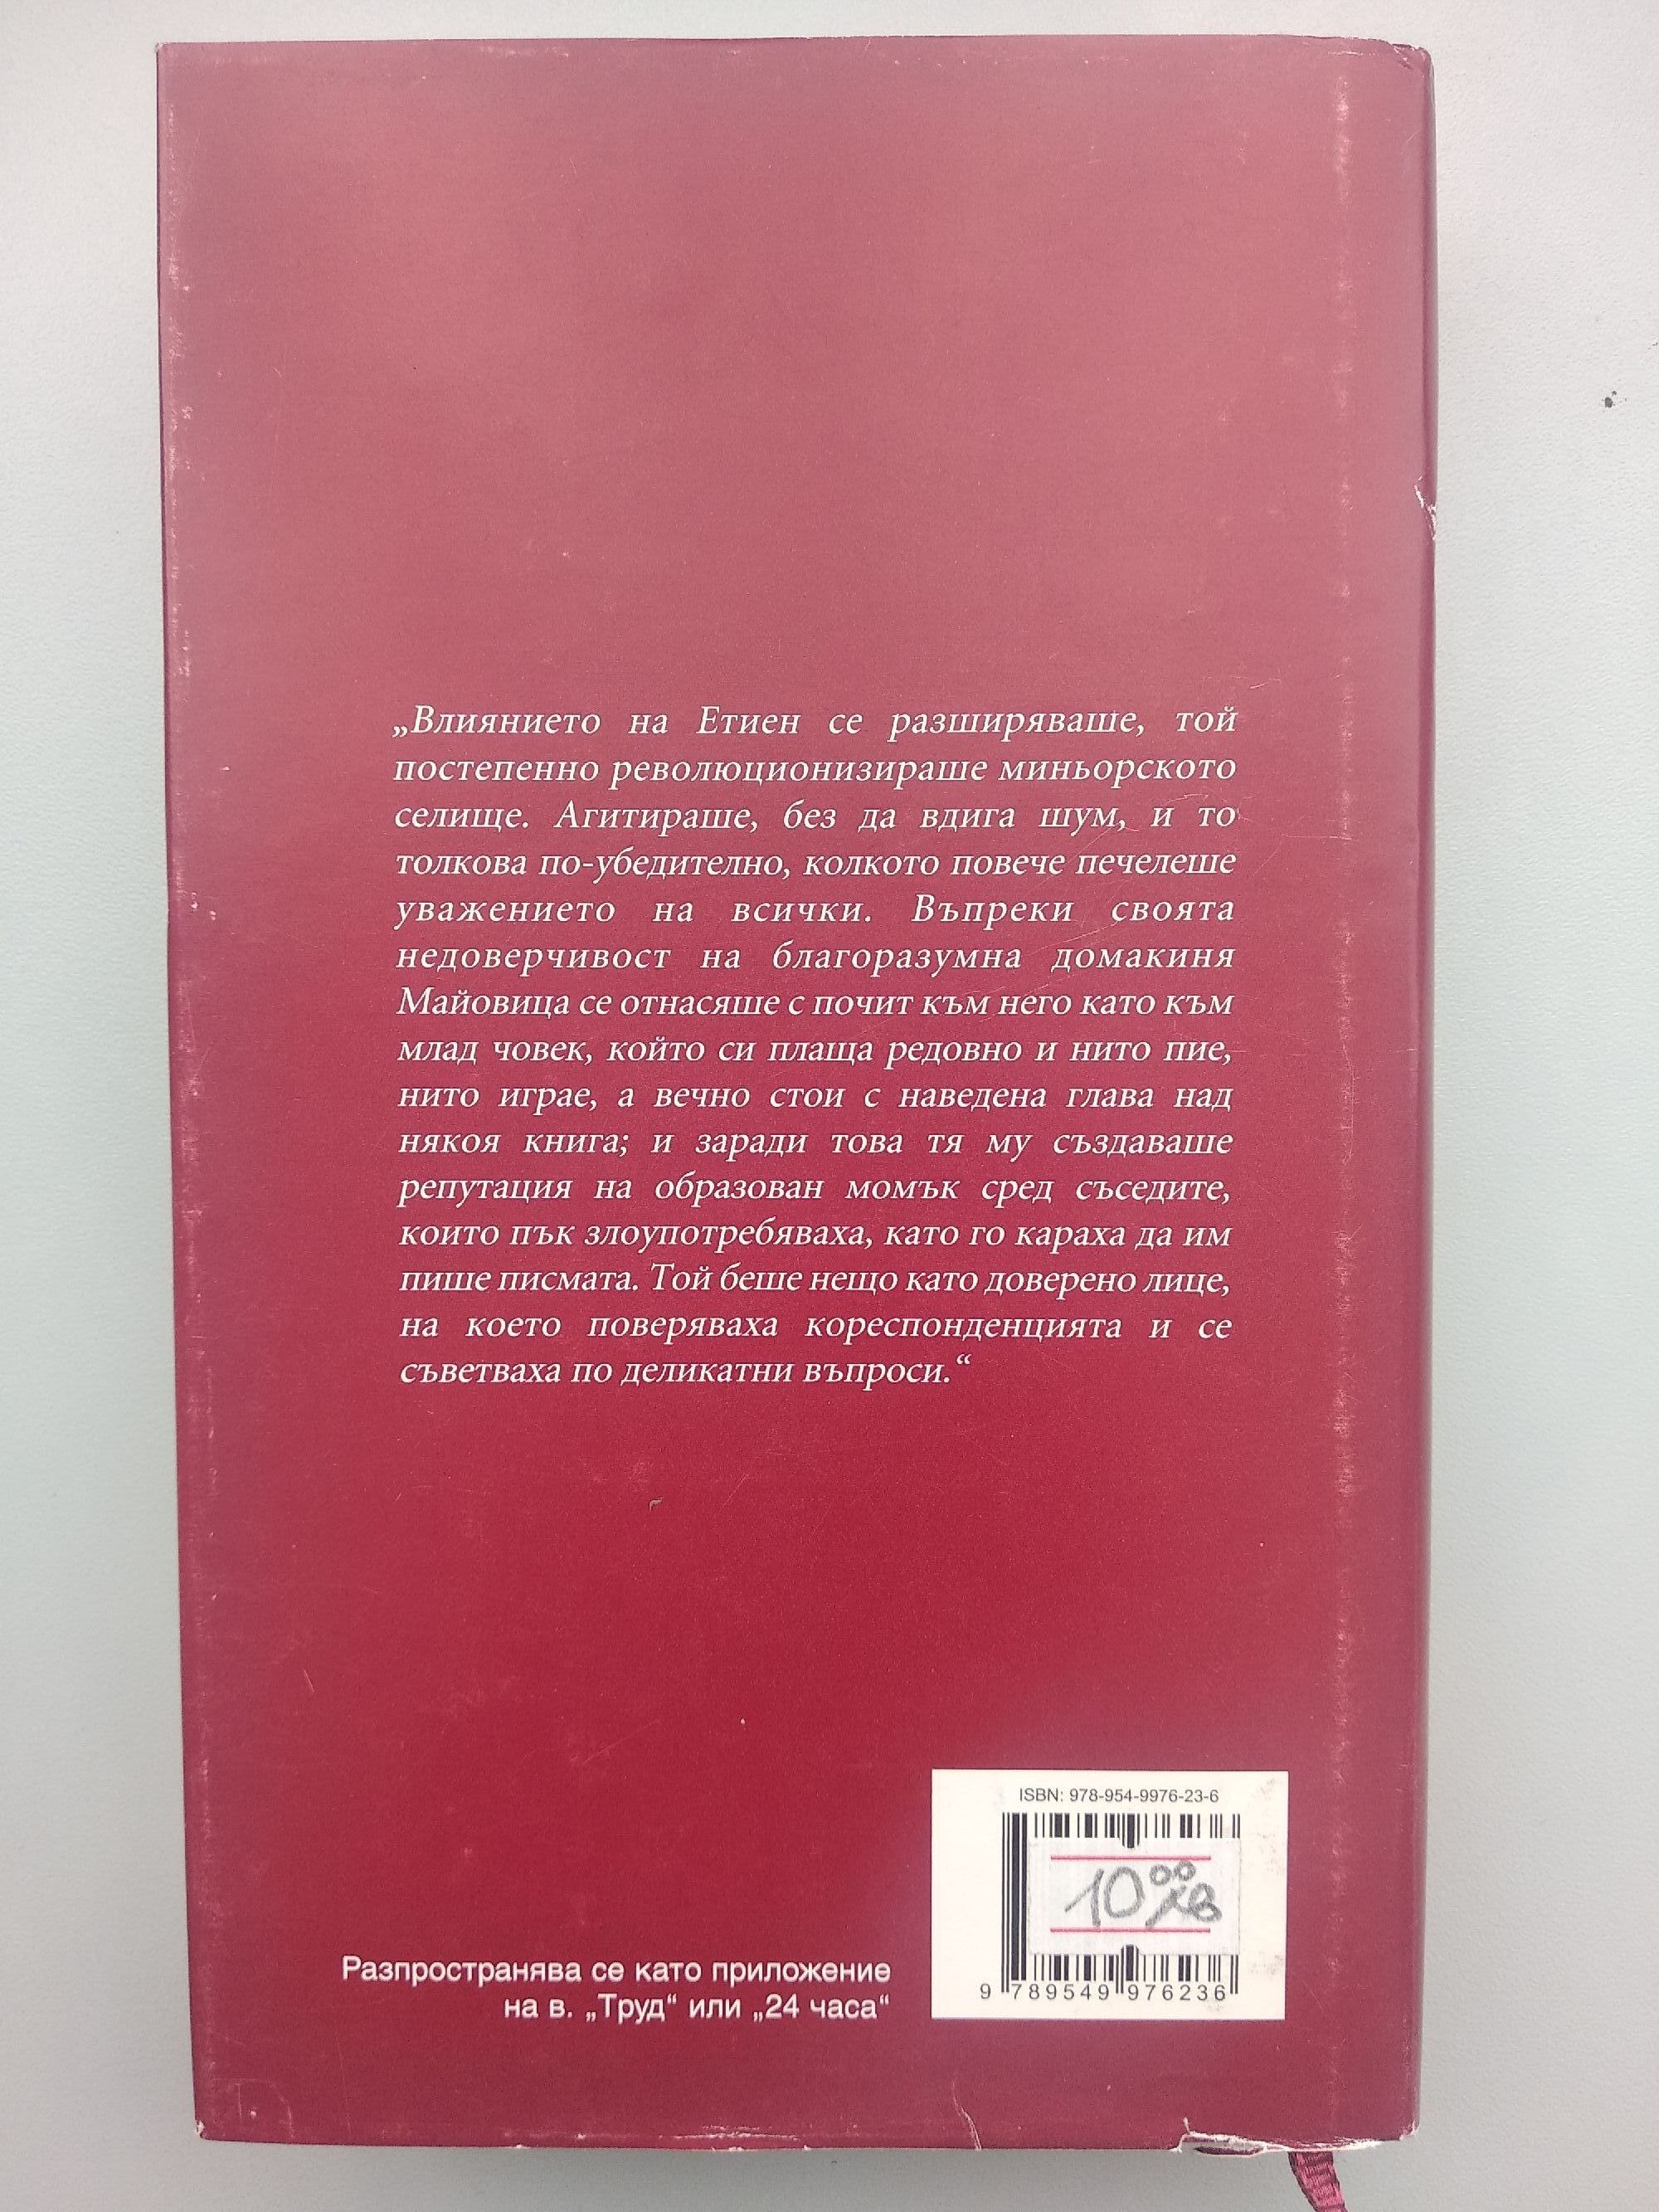 „Влиянието на Етиен се разширяваше, той
постепенно революционизираше миньорското
селище. Агитираше, без да вдига шум, и то
толкова по-убедително, колкото повече печелеше
уважението на всички. Въпреки своята
недоверчивост на благоразумна домакиня
Майовица се отнасяше с почит към него като към
млад човек, който си плаща редовно и нито пие,
нито играе, а вечно стои с наведена глава над
някоя книга; и заради това тя му създаваше
репутация на образован момък сред съседите,
които пък злоупотребяваха, като го караха да им
пише писмата. Той беше нещо като доверено лице,
на което поверяваха кореспонденцията и се
съветваха по деликатни въпроси.“
ISBN: 978-954-9976-23-6
10 00 лв
9 789549 976236
Разпространява се като приложение
на в. „Труд“ или „24 часа“